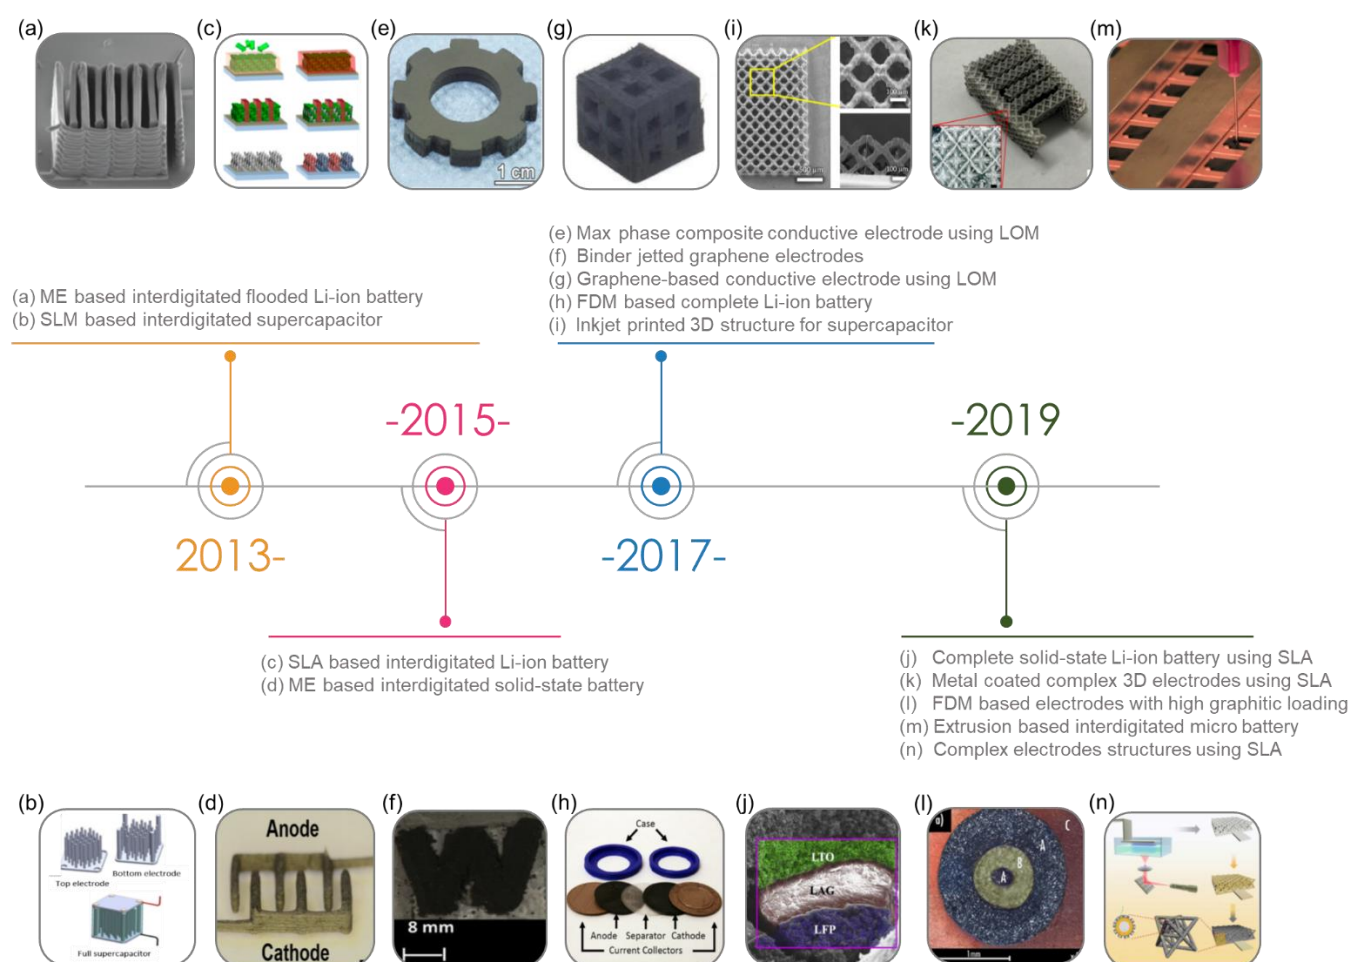 (a)
(c)
(e)
(g)
(i)
(k)
(m)
1 cm
500 µm
100 µm
(e) Max phase composite conductive electrode using LOM
(f) Binder jetted graphene electrodes
(g) Graphene-based conductive electrode using LOM
(h) FDM based complete Li-ion battery
(i) Inkjet printed 3D structure for supercapacitor
(a) ME based interdigitated flooded Li-ion battery
(b) SLM based interdigitated supercapacitor
-2015-
-2019
2013-
-2017-
(c) SLA based interdigitated Li-ion battery
(d) ME based interdigitated solid-state battery
(j) Complete solid-state Li-ion battery using SLA
(k) Metal coated complex 3D electrodes using SLA
(l) FDM based electrodes with high graphitic loading
(m) Extrusion based interdigitated micro battery
(n) Complex electrodes structures using SLA
(b)
(d)
(f)
(h)
(j)
(l)
(n)
Top electrode
Bottom electrode
Full supercapacitor
Anode
Cathode
8 mm
Case
Anode Separator Cathode
Current Collectors
LTO
LAG
LFP
a)
C
A
B
A
1mm